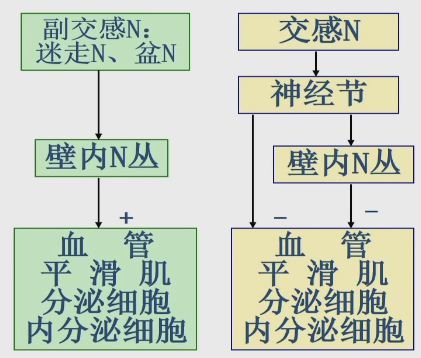 副交感N:
迷走N、盆N
壁内N丛
+
血 管
平 滑 肌
分泌细胞
内分泌细胞
交感N
神经节
壁内N丛
− −
血 管
平 滑 肌
分泌细胞
内分泌细胞